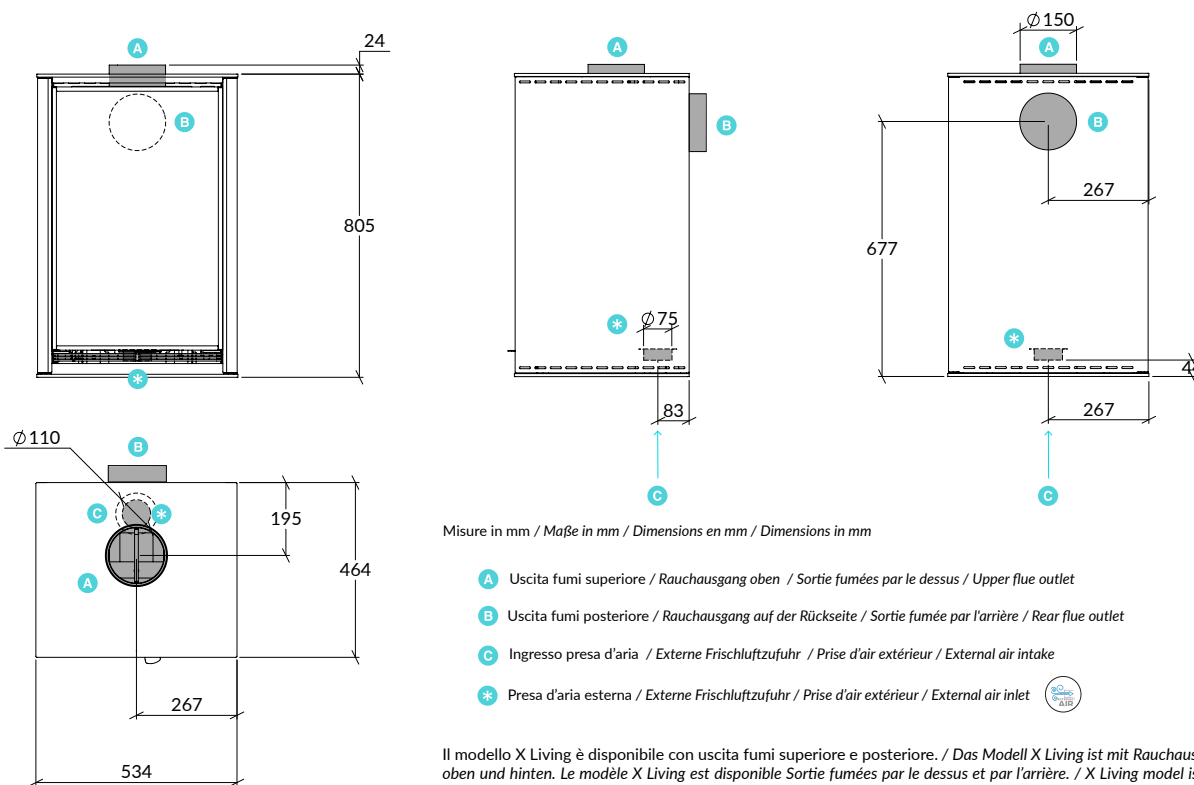 24
A
B
805
*
A
B
* ∅75
83
C
∅150
A
B
677
267
*
267
C
∅110
B
C *
195
A
464
267
534
Misure in mm / Maße in mm / Dimensions en mm / Dimensions in mm
A Uscita fumi superiore / Rauchausgang oben / Sortie fumées par le dessus / Upper flue outlet
B Uscita fumi posteriore / Rauchausgang auf der Rückseite / Sortie fumée par l'arrière / Rear flue outlet
C Ingresso presa d'aria / Externe Frischluftzufuhr / Prise d'air extérieur / External air intake
* Presa d'aria esterna / Externe Frischluftzufuhr / Prise d'air extérieur / External air inlet
AIR
Il modello X Living è disponibile con uscita fumi superiore e posteriore. / Das Modell X Living ist mit Rauchaus
oben und hinten. Le modèle X Living est disponible Sortie fumées par le dessus et par l'arrière. / X Living model is